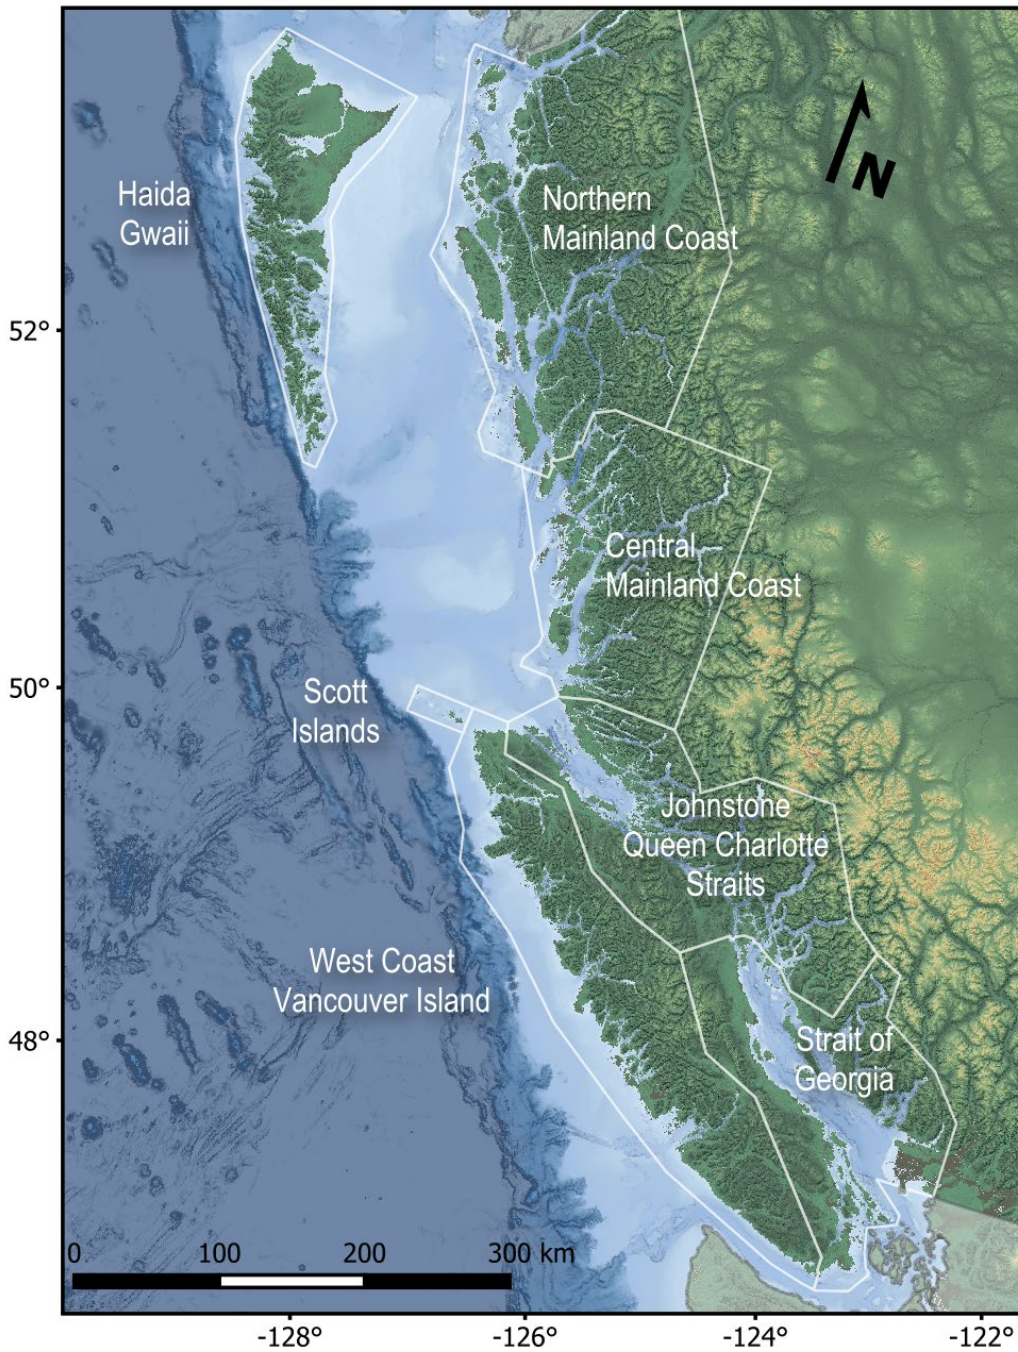 N
Haida
Gwaii
Northern
Mainland Coast
52°
Central
Mainland Coast
50°
Scott
Islands
Johnstone
Queen Charlotte
Straits
West Coast
Vancouver Island
48°
Strait of
Georgia
0 100 200 300 km
-128° -126° -124° -122°